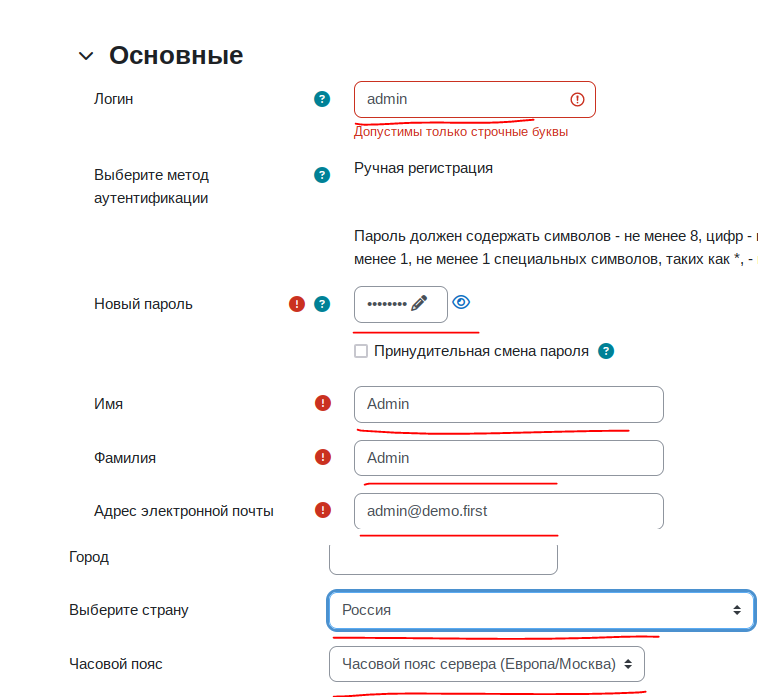 Основные
Логин
admin
Допустимы только строчные буквы
Выберите метод
аутентификации
Ручная регистрация
Пароль должен содержать символов - не менее 8, цифр -
менее 1, не менее 1 специальных символов, таких как *, -
Новый пароль
••••••••
Принудительная смена пароля
Имя
Admin
Фамилия
Admin
Адрес электронной почты
admin@demo.first
Город
Выберите страну
Россия
Часовой пояс
Часовой пояс сервера (Европа/Москва)